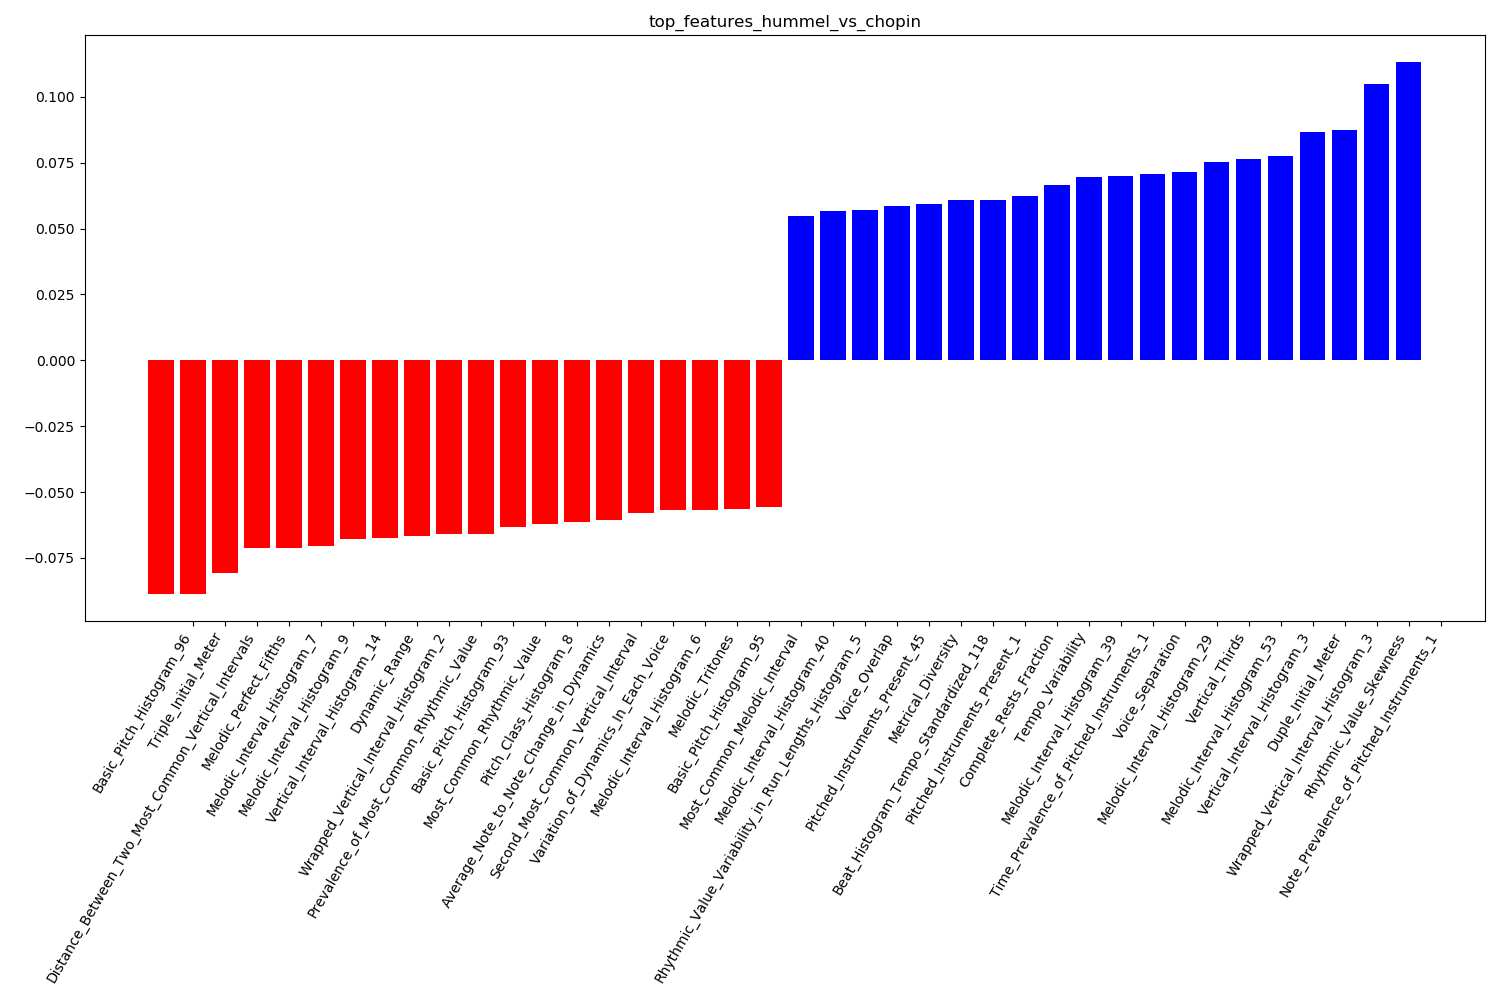 top_features_hummel_vs_chopin
0.100
0.075
0.050
0.025
0.000
−0.025
−0.050
−0.075
Basic_Pitch_Histogram_96
Triple_Initial_Meter
Distance_Between_Two_Most_Common_Vertical_Intervals
Melodic_Perfect_Fifths
Melodic_Interval_Histogram_7
Melodic_Interval_Histogram_9
Vertical_Interval_Histogram_14
Dynamic_Range
Wrapped_Vertical_Interval_Histogram_2
Prevalence_of_Most_Common_Rhythmic_Value
Basic_Pitch_Histogram_93
Most_Common_Rhythmic_Value
Pitch_Class_Histogram_8
Average_Note_to_Note_Change_in_Dynamics
Second_Most_Common_Vertical_Interval
Variation_of_Dynamics_In_Each_Voice
Melodic_Interval_Histogram_6
Melodic_Tritones
Basic_Pitch_Histogram_95
Most_Common_Melodic_Interval
Melodic_Interval_Histogram_40
Rhythmic_Value_Variability_in_Run_Lengths_Histogram_5
Voice_Overlap
Pitched_Instruments_Present_45
Metrical_Diversity
Beat_Histogram_Tempo_Standardized_118
Pitched_Instruments_Present_1
Complete_Rests_Fraction
Tempo_Variability
Melodic_Interval_Histogram_39
Time_Prevalence_of_Pitched_Instruments_1
Voice_Separation
Melodic_Interval_Histogram_29
Vertical_Thirds
Melodic_Interval_Histogram_53
Vertical_Interval_Histogram_3
Duple_Initial_Meter
Wrapped_Vertical_Interval_Histogram_3
Rhythmic_Value_Skewness
Note_Prevalence_of_Pitched_Instruments_1